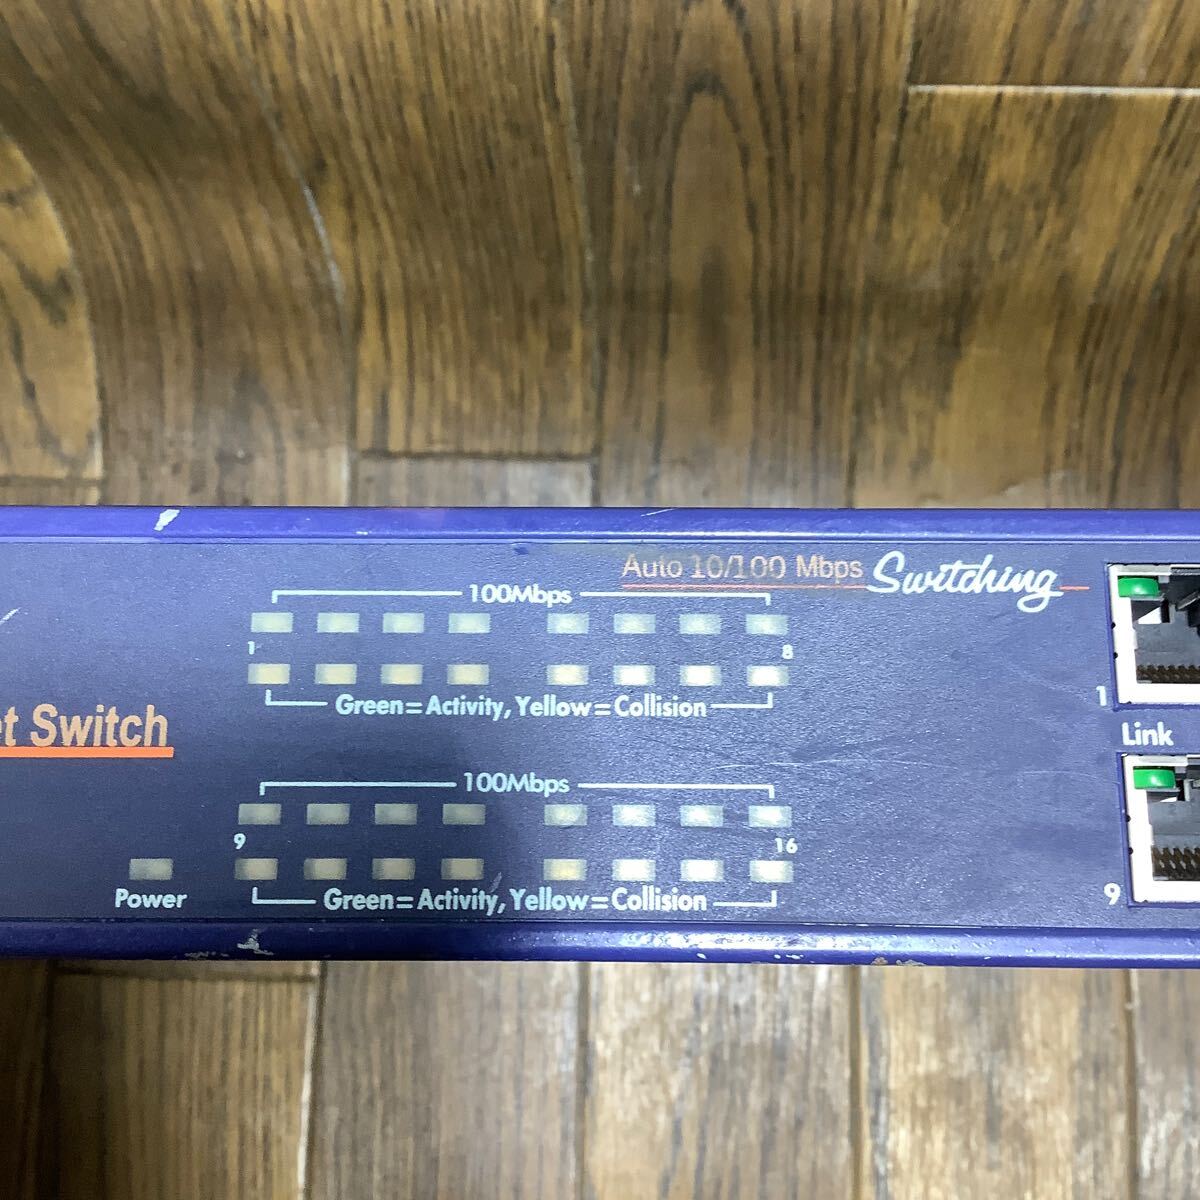 Auto 10/100 Mbps Switching
100Mbps
1
8
Green=Activity, Yellow=Collision
et Switch
100Mbps
9
16
Green=Activity, Yellow=Collision
Power
1
Link
9